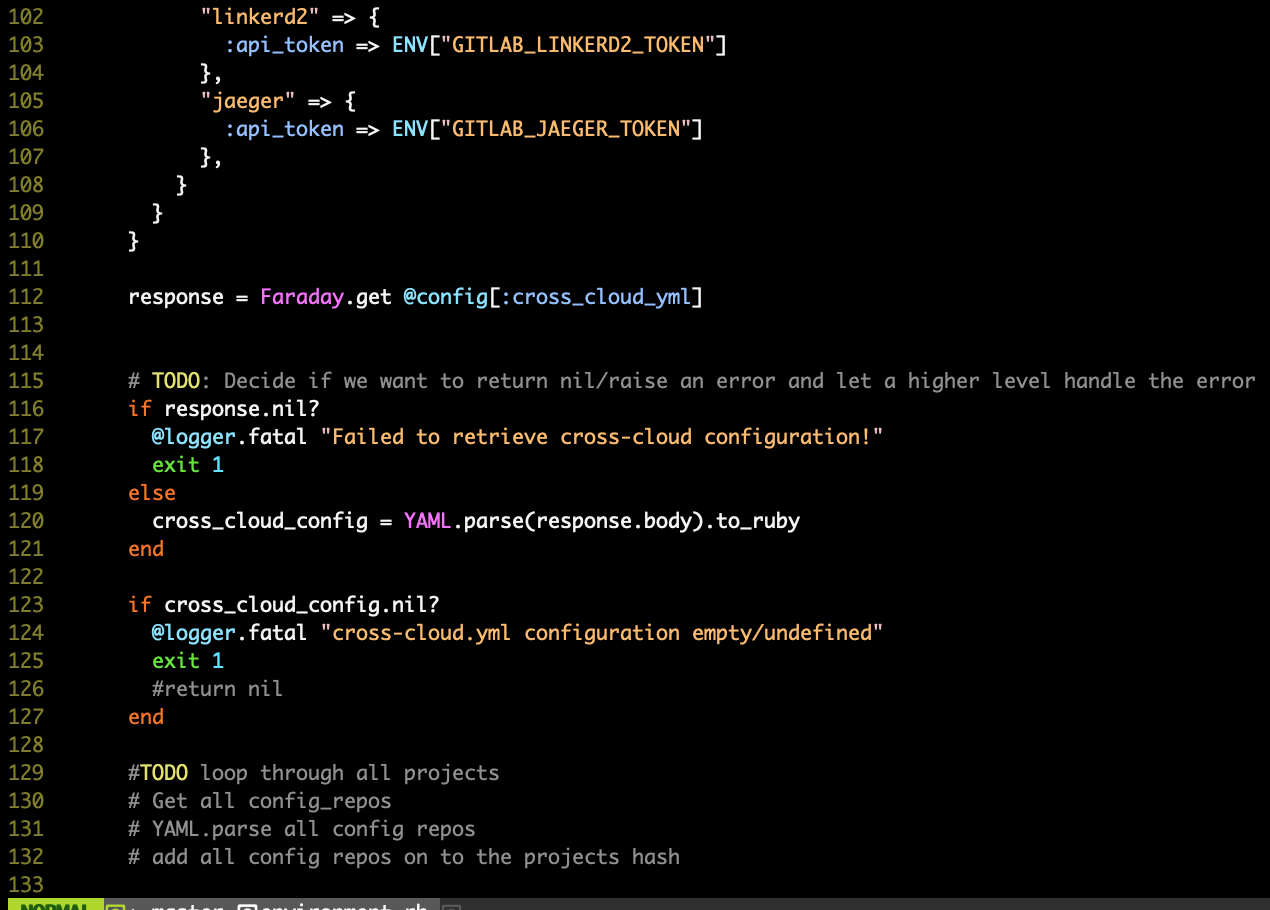 102             "linkerd2" => {
103               :api_token => ENV["GITLAB_LINKERD2_TOKEN"]
104             },
105             "jaeger" => {
106               :api_token => ENV["GITLAB_JAEGER_TOKEN"]
107             },
108           }
109         }
110       }
111
112       response = Faraday.get @config[:cross_cloud_yml]
113
114
115       # TODO: Decide if we want to return nil/raise an error and let a higher level handle the error
116       if response.nil?
117         @logger.fatal "Failed to retrieve cross-cloud configuration!"
118         exit 1
119       else
120         cross_cloud_config = YAML.parse(response.body).to_ruby
121       end
122
123       if cross_cloud_config.nil?
124         @logger.fatal "cross-cloud.yml configuration empty/undefined"
125         exit 1
126         #return nil
127       end
128
129       #TODO loop through all projects
130       # Get all config_repos
131       # YAML.parse all config repos
132       # add all config repos on to the projects hash
133
NORMAL master environment.rb